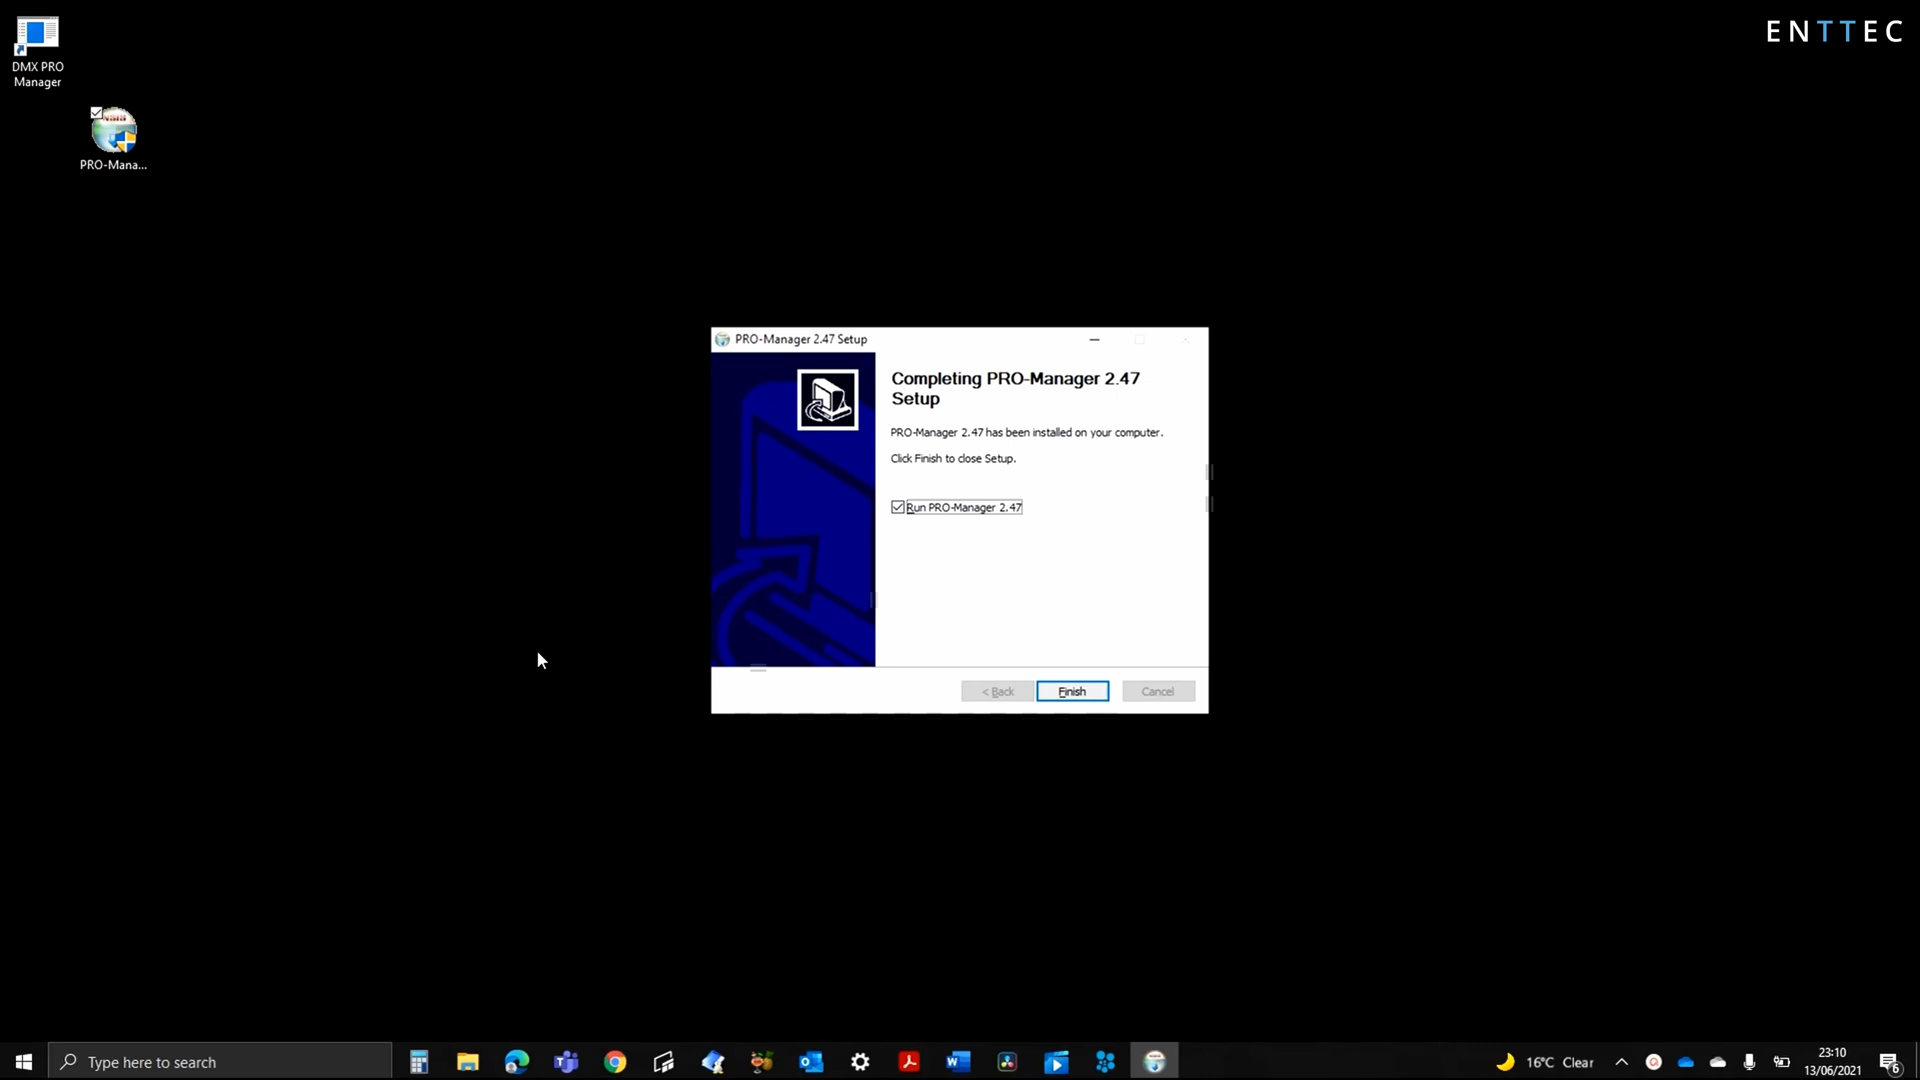 DMX PRO
Manager
PRO-Mana...
ENTTEC
PRO-Manager 2.47 Setup
Completing PRO-Manager 2.47
Setup
PRO-Manager 2.47 has been installed on your computer.
Click Finish to close Setup.
Run PRO-Manager 2.47
< Back
Finish
Cancel
Type here to search
16°C Clear
23:10
13/06/2021
6